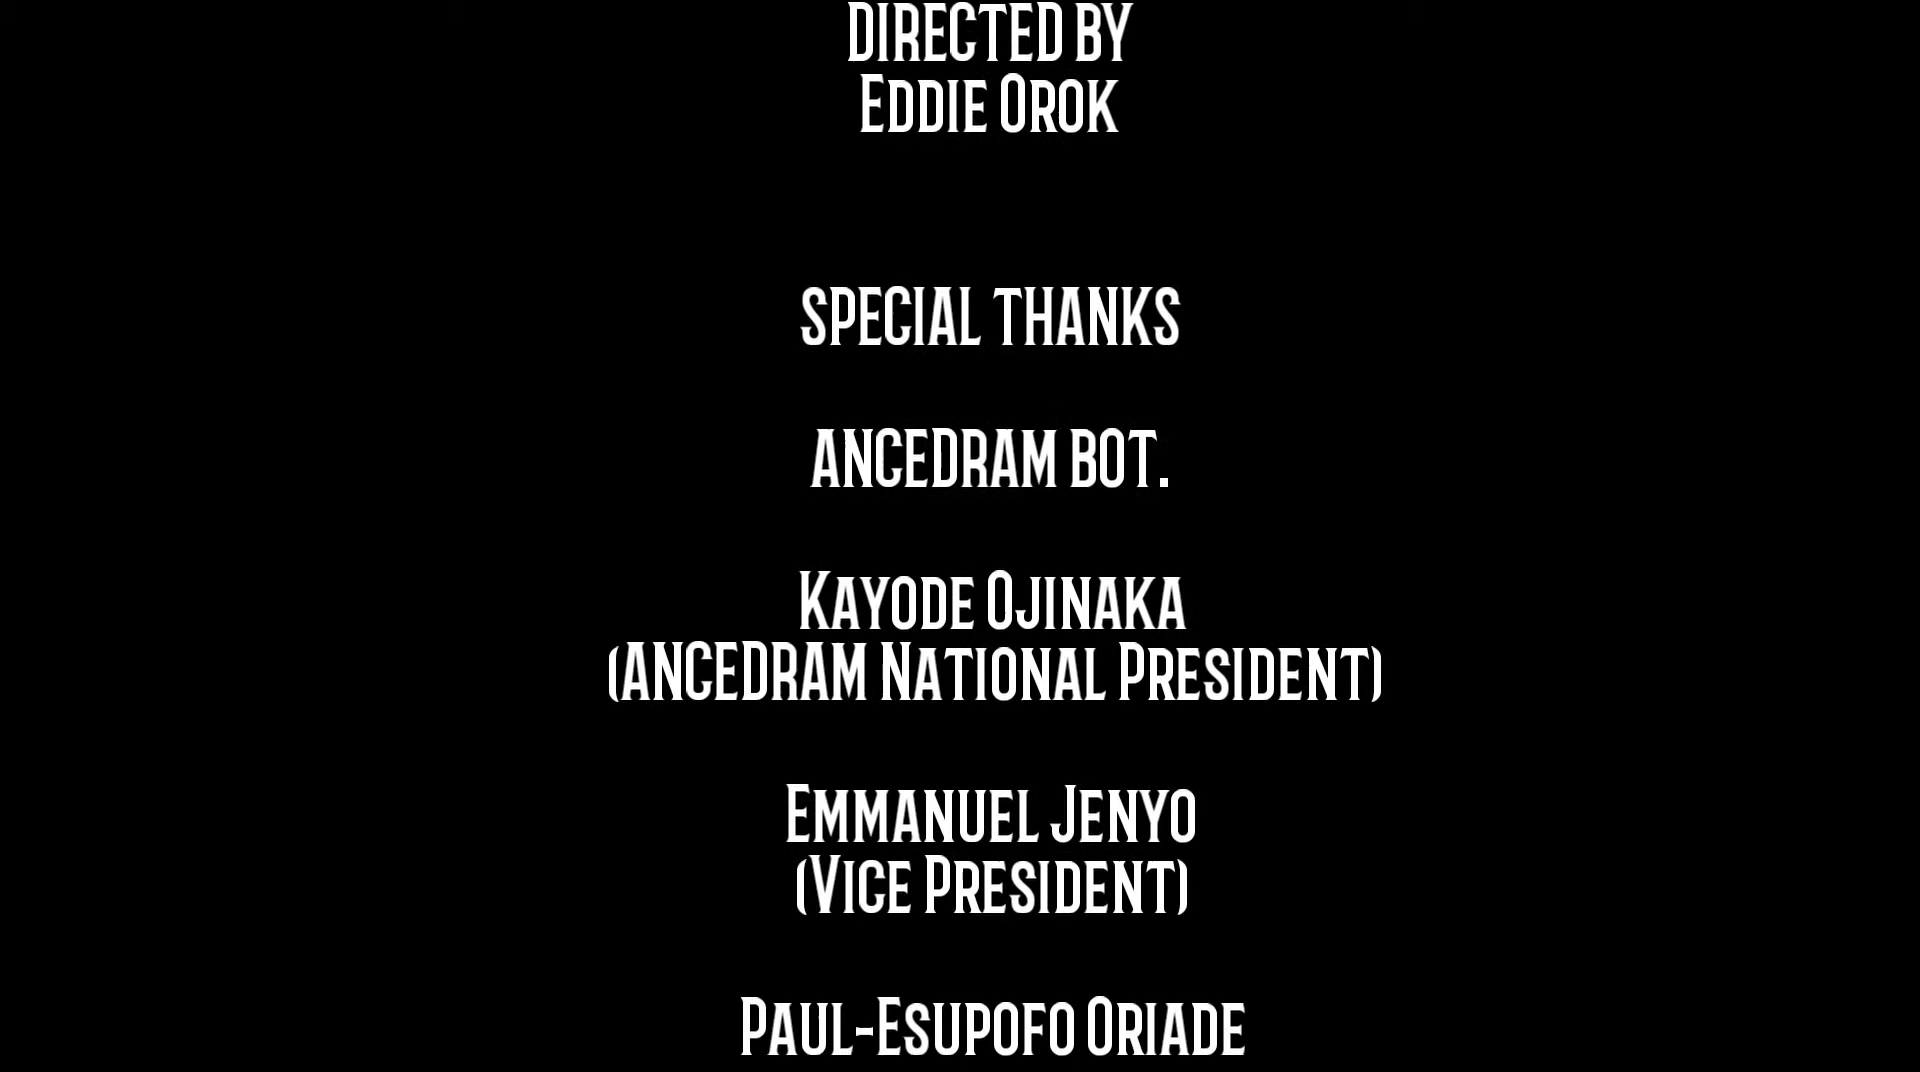 DIRECTED BY
EDDIE OROK
SPECIAL THANKS
ANCEDRAM BOT.
KAYODE OJINAKA
(ANCEDRAM NATIONAL PRESIDENT)
EMMANUEL JENYO
(VICE PRESIDENT)
PAUL-ESUPOFO ORIADE